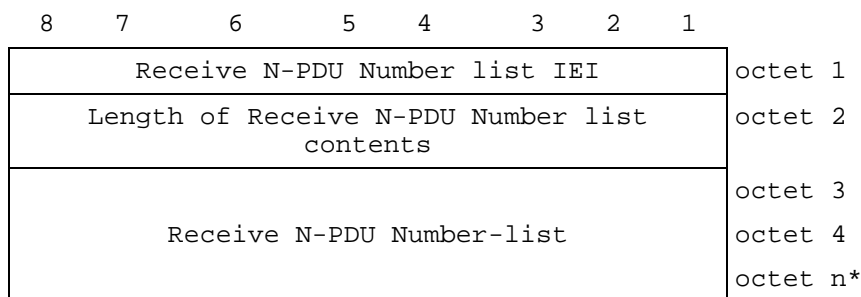 8 7 6 5 4 3 2 1
Receive N-PDU Number list IEI octet 1
Length of Receive N-PDU Number list octet 2
contents
octet 3
Receive N-PDU Number-list octet 4
octet n*